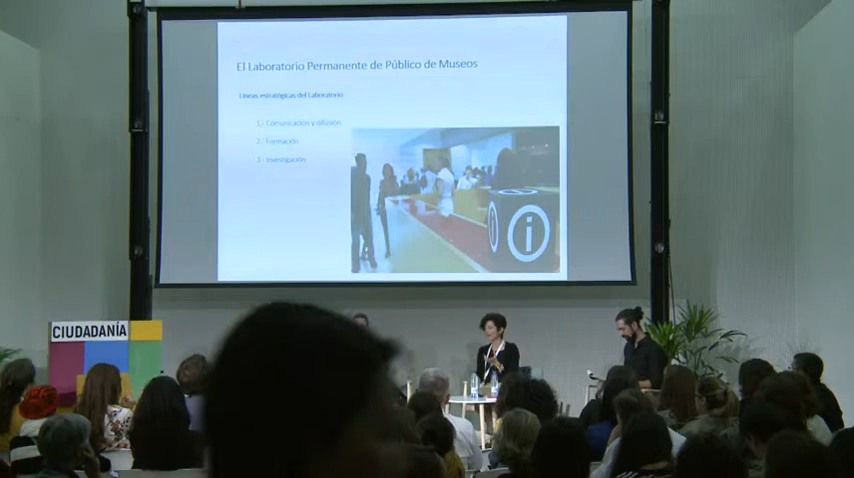 El Laboratorio Permanente de Público de Museos
Líneas estratégicas del Laboratorio
1.- Comunicación y difusión
2.- Formación
3.- Investigación
i
i
CIUDADANÍA